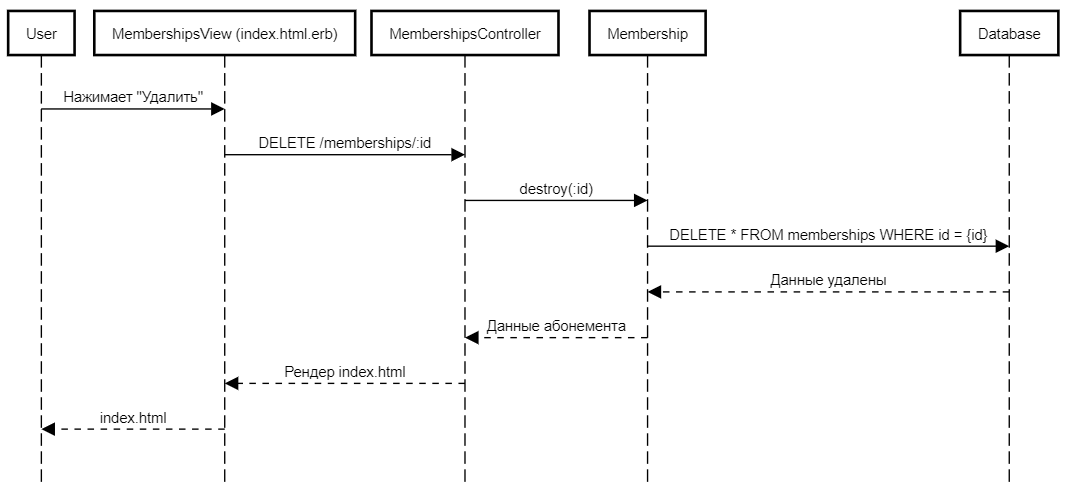 User
MembershipsView (index.html.erb)
MembershipsController
Membership
Database
Нажимает "Удалить"
DELETE /memberships/:id
destroy(:id)
DELETE * FROM memberships WHERE id = {id}
Данные удалены
Данные абонемента
Рендер index.html
index.html